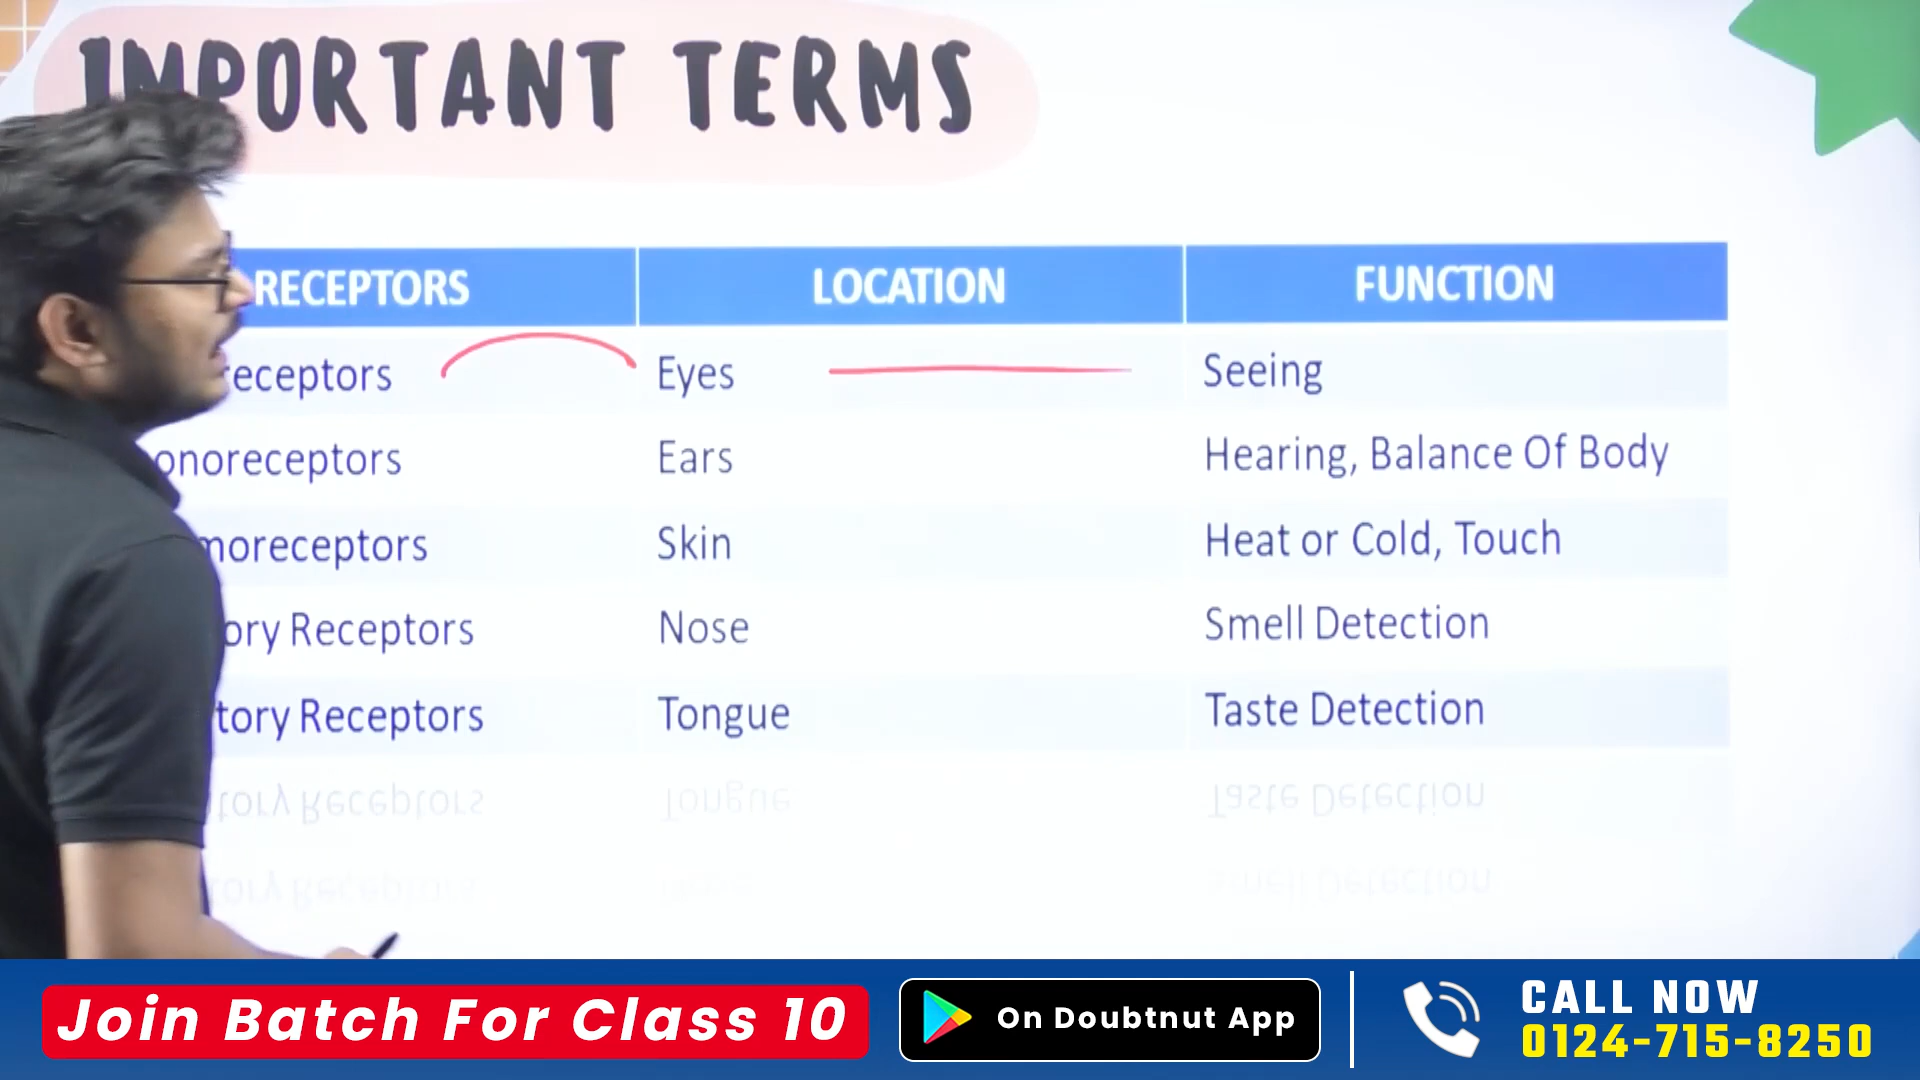 IMPORTANT TERMS
RECEPTORS LOCATION FUNCTION
receptors Eyes Seeing
onoreceptors Ears Hearing, Balance Of Body
moreceptors Skin Heat or Cold, Touch
ory Receptors Nose Smell Detection
tory Receptors Tongue Taste Detection
Join Batch For Class 10
On Doubtnut App
CALL NOW
0124-715-8250